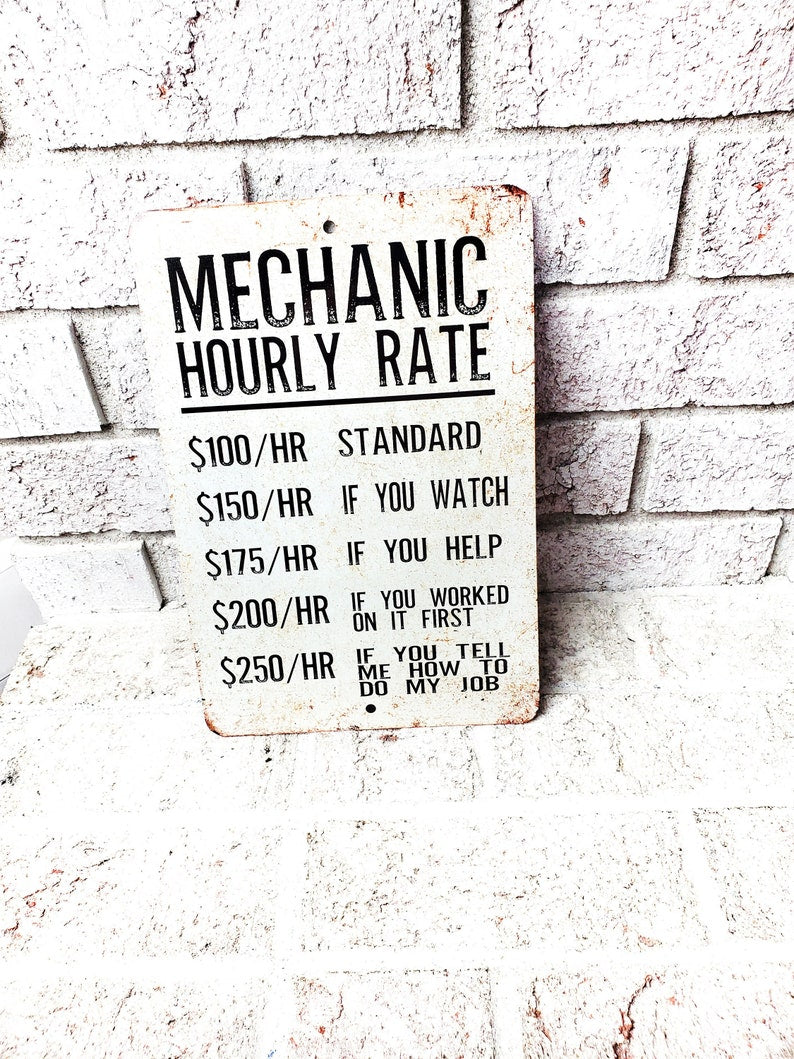 MECHANIC
HOURLY RATE
$100/HR STANDARD
$150/HR IF YOU WATCH
$175/HR IF YOU HELP
$200/HR IF YOU WORKED
ON IT FIRST
$250/HR IF YOU TELL
ME HOW TO
DO MY JOB